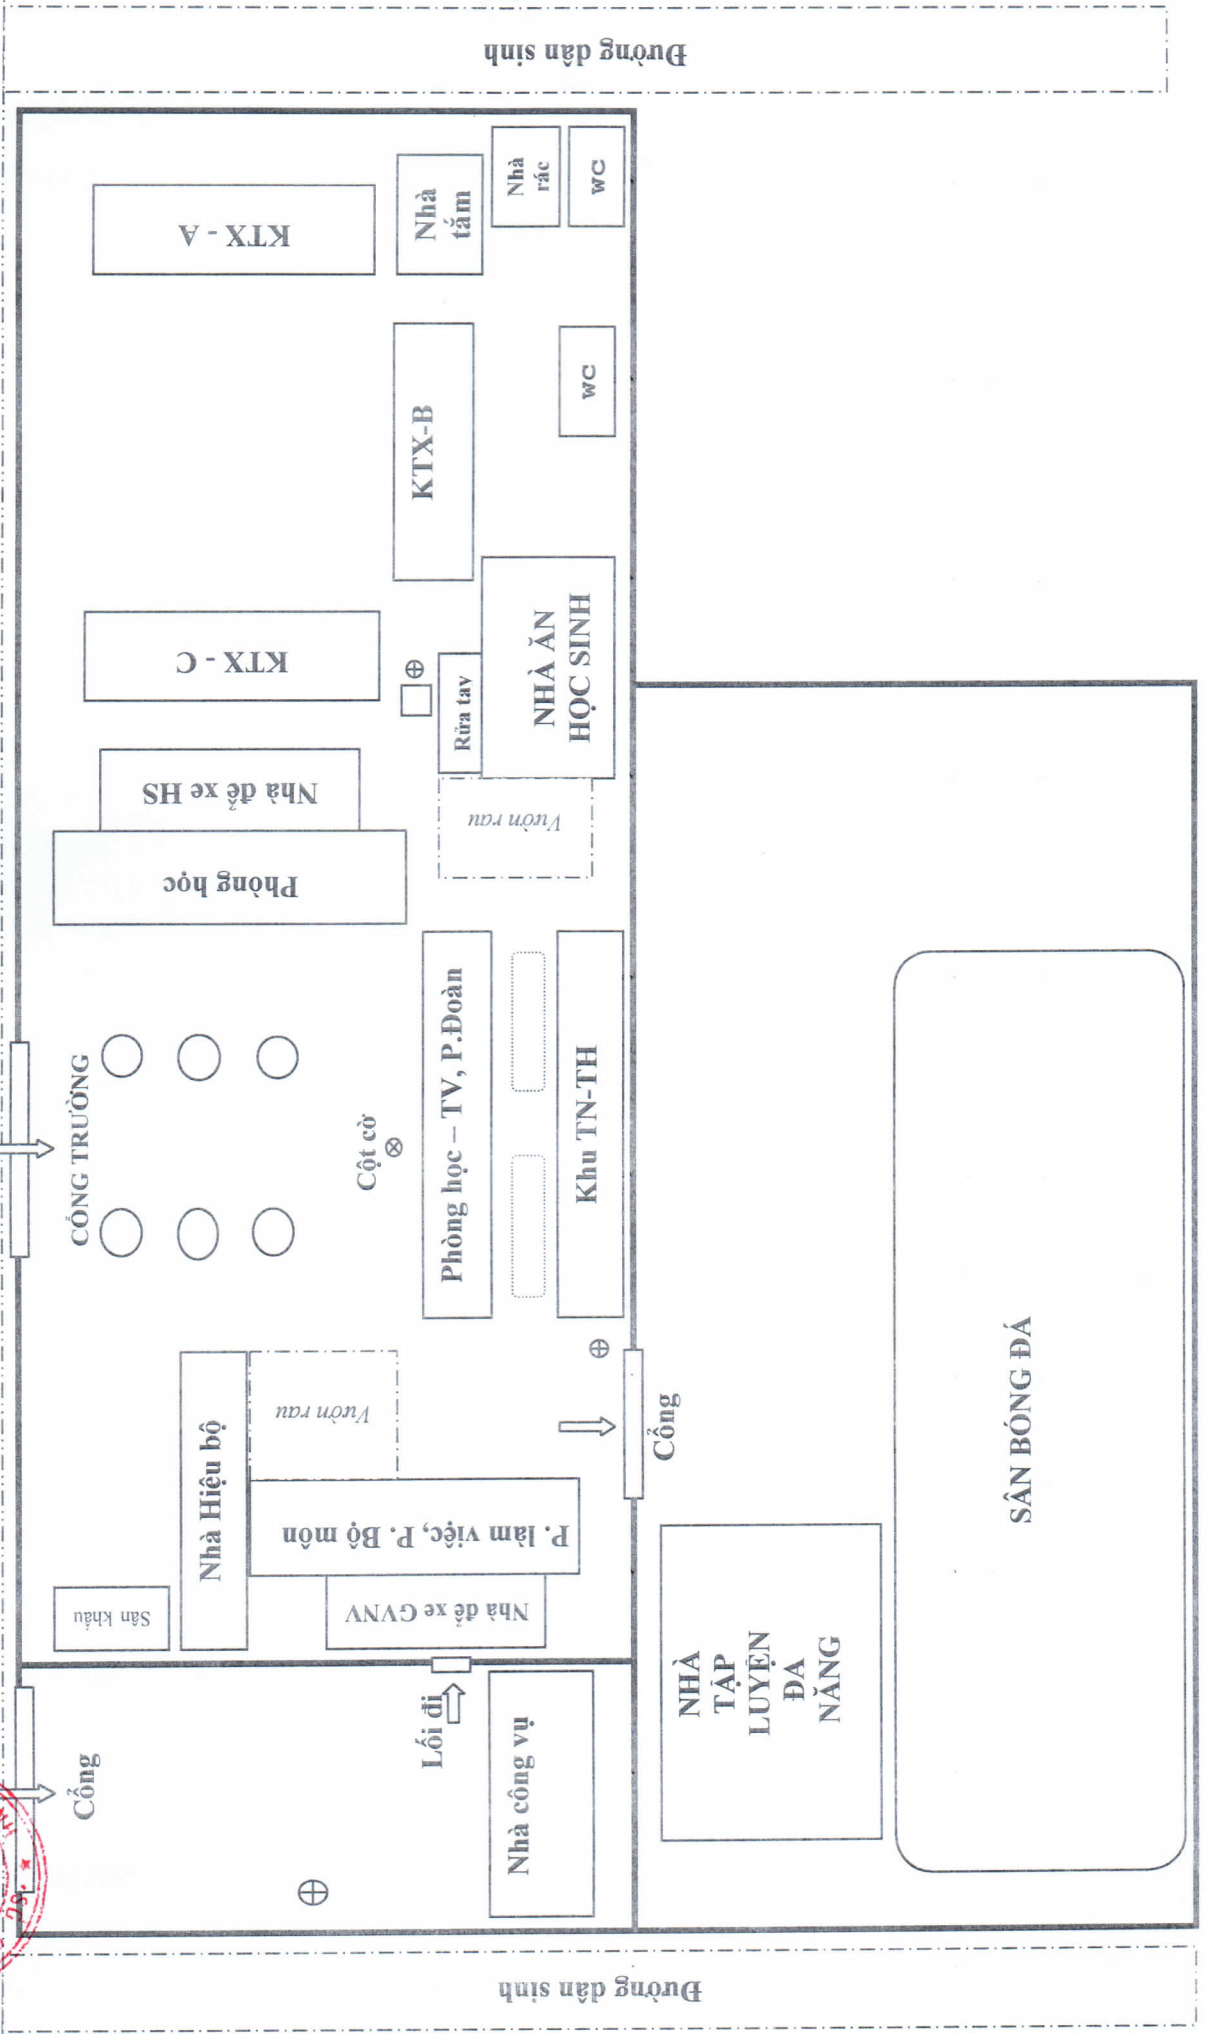 Đường dân sinh
KTX - A
Nhà
tắm
Nhà
rác
WC
KTX-B
WC
KTX - C
Rửa tay
NHÀ ĂN
HỌC SINH
Nhà để xe HS
Vườn rau
Phòng học
CỔNG TRƯỜNG
Cột cờ
Phòng học – TV, P.Đoàn
Khu TN-TH
Nhà Hiệu bộ
Vườn rau
P. làm việc, P. Bộ môn
Nhà để xe GVNV
Sân khấu
Cổng
Cổng
Lối đi
Nhà công vụ
NHÀ
TẬP
LUYỆN
ĐA
NĂNG
SÂN BÓNG ĐÁ
Đường dân sinh